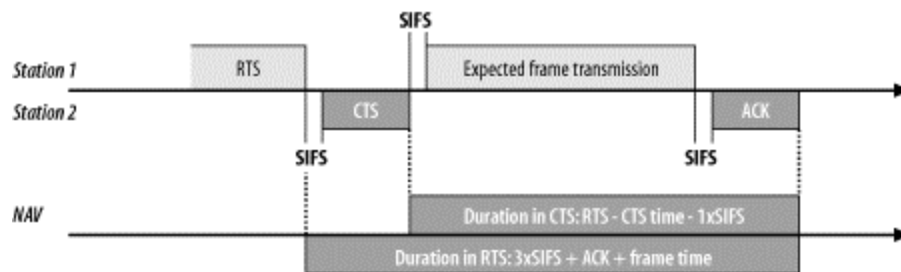 SIFS
Station 1
RTS
Expected frame transmission
Station 2
CTS
ACK
SIFS
SIFS
NAV
Duration in CTS: RTS - CTS time - 1xSIFS
Duration in RTS: 3xSIFS + ACK + frame time